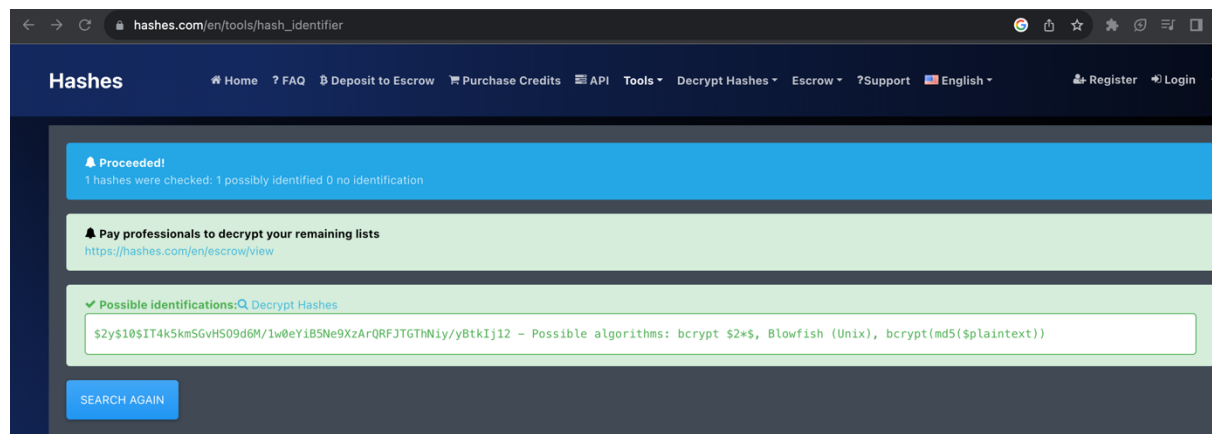 hashes.com/en/tools/hash_identifier
Hashes Home ? FAQ Deposit to Escrow Purchase Credits API Tools Decrypt Hashes Escrow ?Support English Register Login
Proceeded!
1 hashes were checked: 1 possibly identified 0 no identification
Pay professionals to decrypt your remaining lists
https://hashes.com/en/escrow/view
Possible identifications: Decrypt Hashes
$2y$10$IT4k5kmSGvHSO9d6M/1w0eYiB5Ne9XzArQRFJTGThNiy/yBtkIj12 – Possible algorithms: bcrypt $2*$, Blowfish (Unix), bcrypt(md5($plaintext))
SEARCH AGAIN